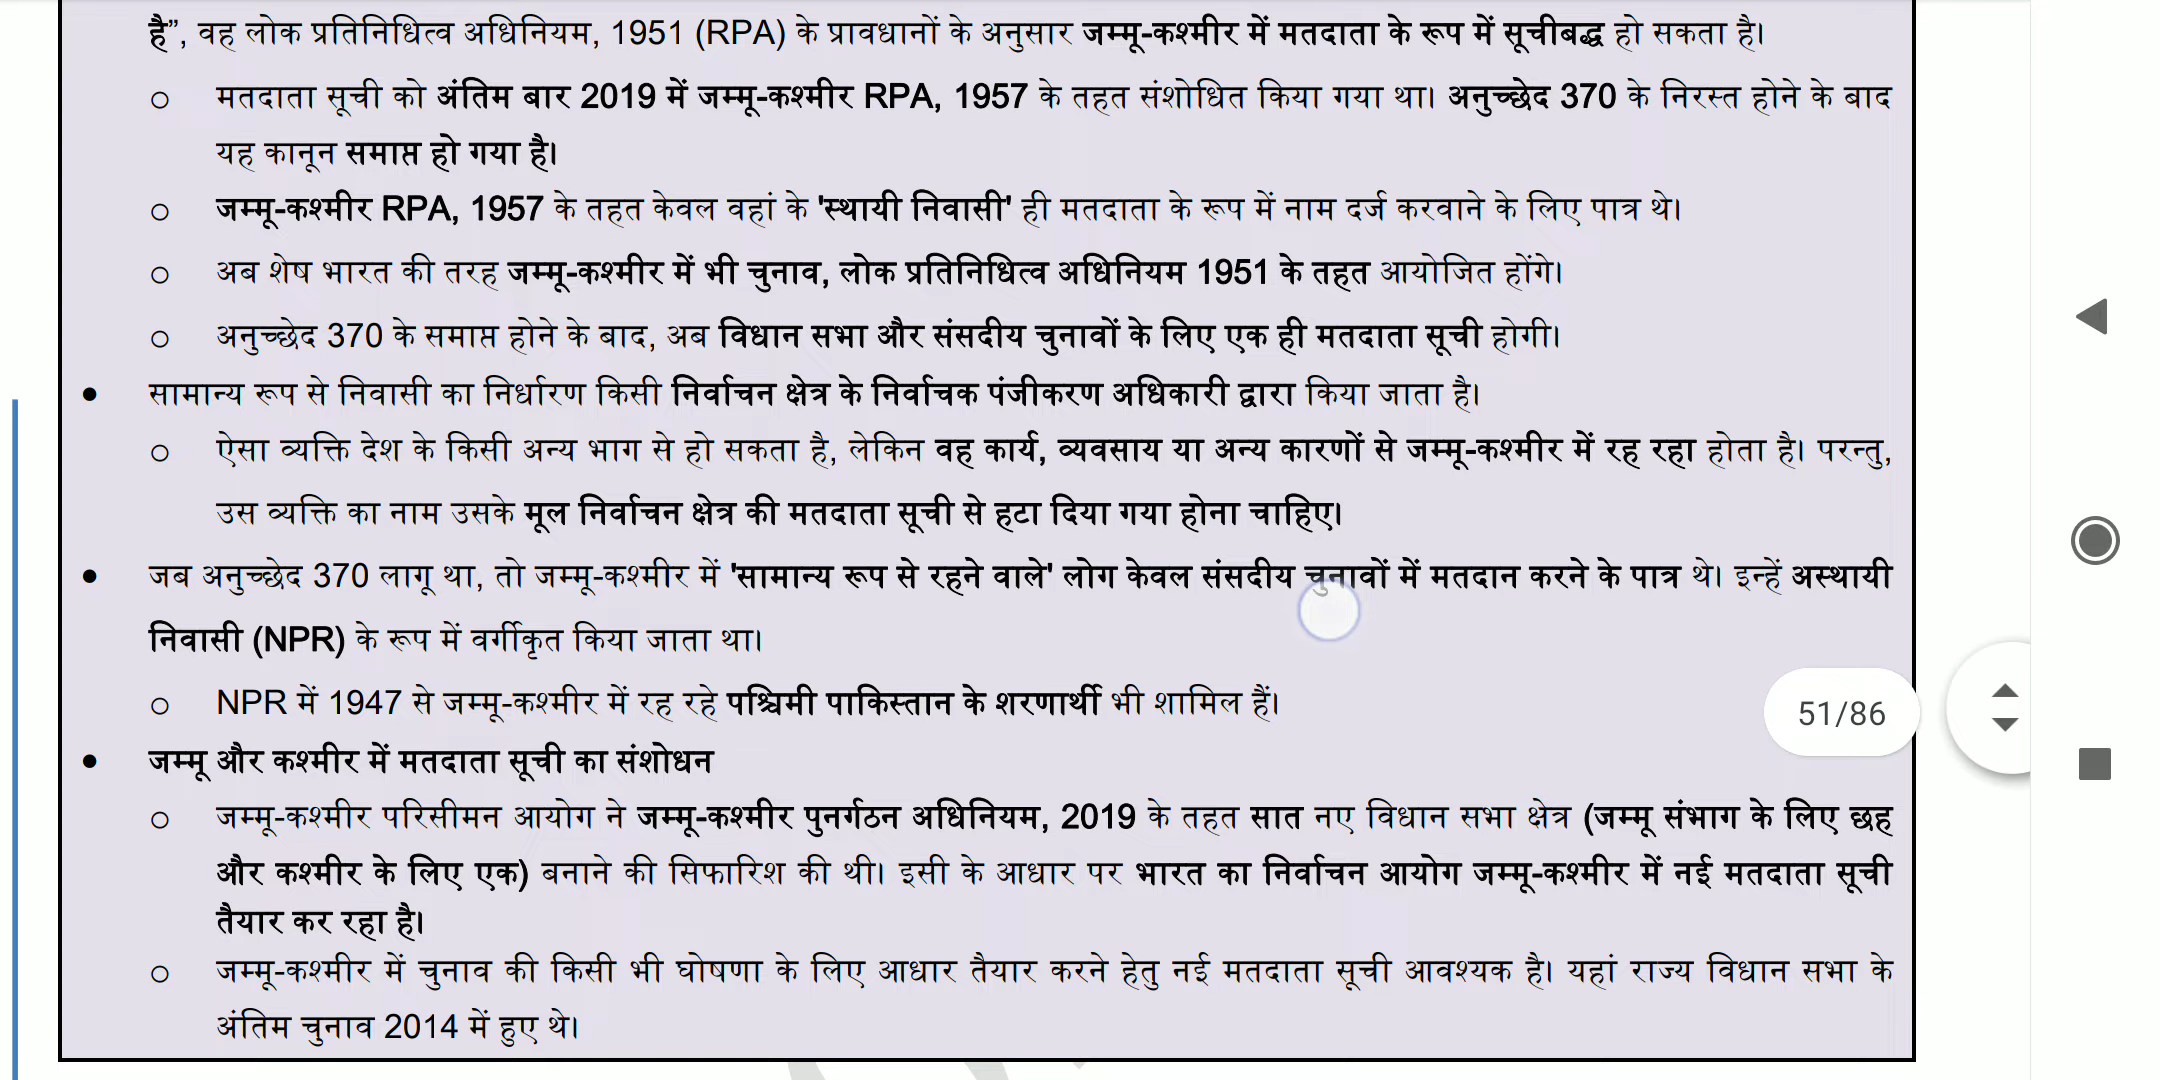 है”, वह लोक प्रतिनिधित्व अधिनियम, 1951 (RPA) के प्रावधानों के अनुसार जम्मू-कश्मीर में मतदाता के रूप में सूचीबद्ध हो सकता है।
○ मतदाता सूची को अंतिम बार 2019 में जम्मू-कश्मीर RPA, 1957 के तहत संशोधित किया गया था। अनुच्छेद 370 के निरस्त होने के बाद
यह कानून समाप्त हो गया है।
○ जम्मू-कश्मीर RPA, 1957 के तहत केवल वहां के 'स्थायी निवासी' ही मतदाता के रूप में नाम दर्ज करवाने के लिए पात्र थे।
○ अब शेष भारत की तरह जम्मू-कश्मीर में भी चुनाव, लोक प्रतिनिधित्व अधिनियम 1951 के तहत आयोजित होंगे।
○ अनुच्छेद 370 के समाप्त होने के बाद, अब विधान सभा और संसदीय चुनावों के लिए एक ही मतदाता सूची होगी।
● सामान्य रूप से निवासी का निर्धारण किसी निर्वाचन क्षेत्र के निर्वाचक पंजीकरण अधिकारी द्वारा किया जाता है।
○ ऐसा व्यक्ति देश के किसी अन्य भाग से हो सकता है, लेकिन वह कार्य, व्यवसाय या अन्य कारणों से जम्मू-कश्मीर में रह रहा होता है। परन्तु,
उस व्यक्ति का नाम उसके मूल निर्वाचन क्षेत्र की मतदाता सूची से हटा दिया गया होना चाहिए।
● जब अनुच्छेद 370 लागू था, तो जम्मू-कश्मीर में 'सामान्य रूप से रहने वाले' लोग केवल संसदीय चुनावों में मतदान करने के पात्र थे। इन्हें अस्थायी
निवासी (NPR) के रूप में वर्गीकृत किया जाता था।
○ NPR में 1947 से जम्मू-कश्मीर में रह रहे पश्चिमी पाकिस्तान के शरणार्थी भी शामिल हैं।
51/86
● जम्मू और कश्मीर में मतदाता सूची का संशोधन
○ जम्मू-कश्मीर परिसीमन आयोग ने जम्मू-कश्मीर पुनर्गठन अधिनियम, 2019 के तहत सात नए विधान सभा क्षेत्र (जम्मू संभाग के लिए छह
और कश्मीर के लिए एक) बनाने की सिफारिश की थी। इसी के आधार पर भारत का निर्वाचन आयोग जम्मू-कश्मीर में नई मतदाता सूची
तैयार कर रहा है।
○ जम्मू-कश्मीर में चुनाव की किसी भी घोषणा के लिए आधार तैयार करने हेतु नई मतदाता सूची आवश्यक है। यहां राज्य विधान सभा के
अंतिम चुनाव 2014 में हुए थे।